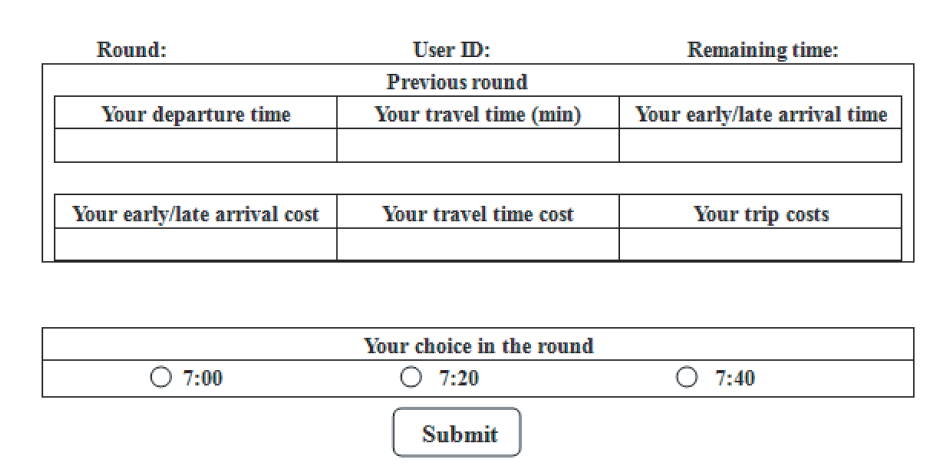 Round: User ID: Remaining time:
Previous round
Your departure time Your travel time (min) Your early/late arrival time
Your early/late arrival cost Your travel time cost Your trip costs
Your choice in the round
7:00 7:20 7:40
Submit